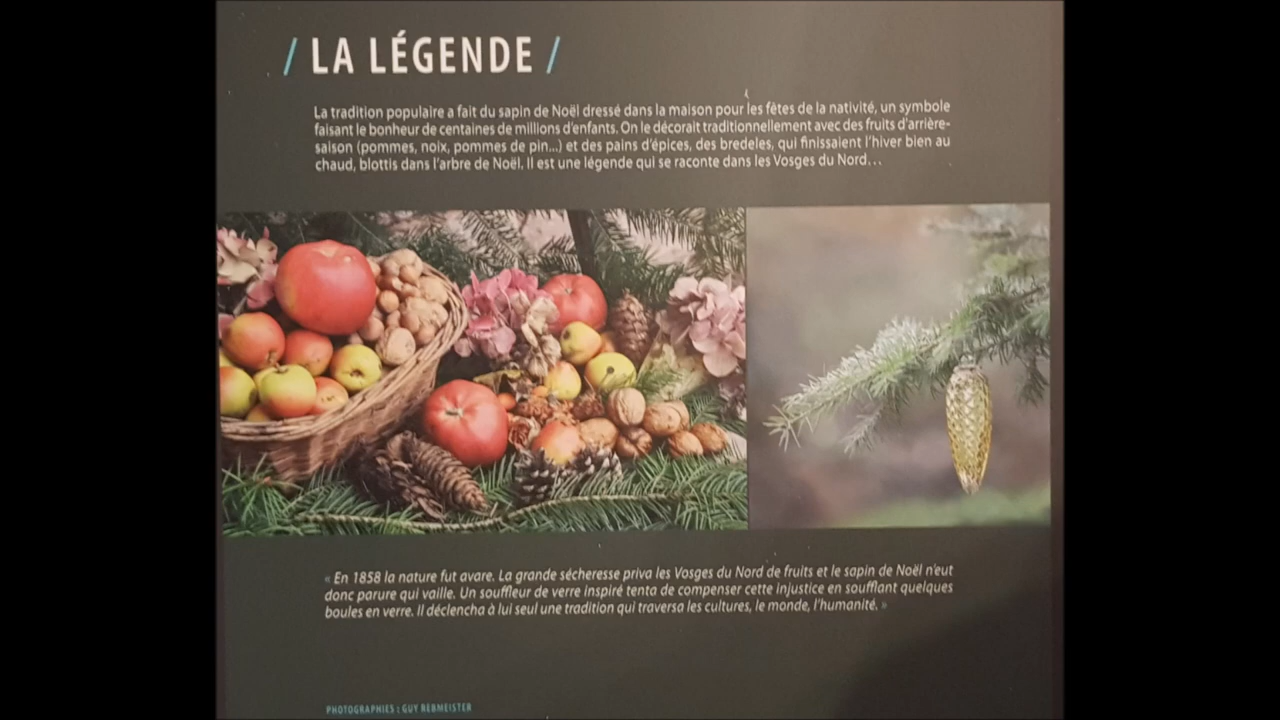 / LA LÉGENDE /
La tradition populaire a fait du sapin de Noël dressé dans la maison pour les fêtes de la nativité, un symbole
faisant le bonheur de centaines de millions d'enfants. On le décorait traditionnellement avec des fruits d'arrière-
saison (pommes, noix, pommes de pin...) et des pains d'épices, des bredeles, qui finissaient l'hiver bien au
chaud, blottis dans l'arbre de Noël. Il est une légende qui se raconte dans les Vosges du Nord...
« En 1858 la nature fut avare. La grande sécheresse priva les Vosges du Nord de fruits et le sapin de Noël n'eut
donc parure qui vaille. Un souffleur de verre inspiré tenta de compenser cette injustice en soufflant quelques
boules en verre. Il déclencha à lui seul une tradition qui traversa les cultures, le monde, l'humanité. »
PHOTOGRAPHIES : GUY REBMEISTER